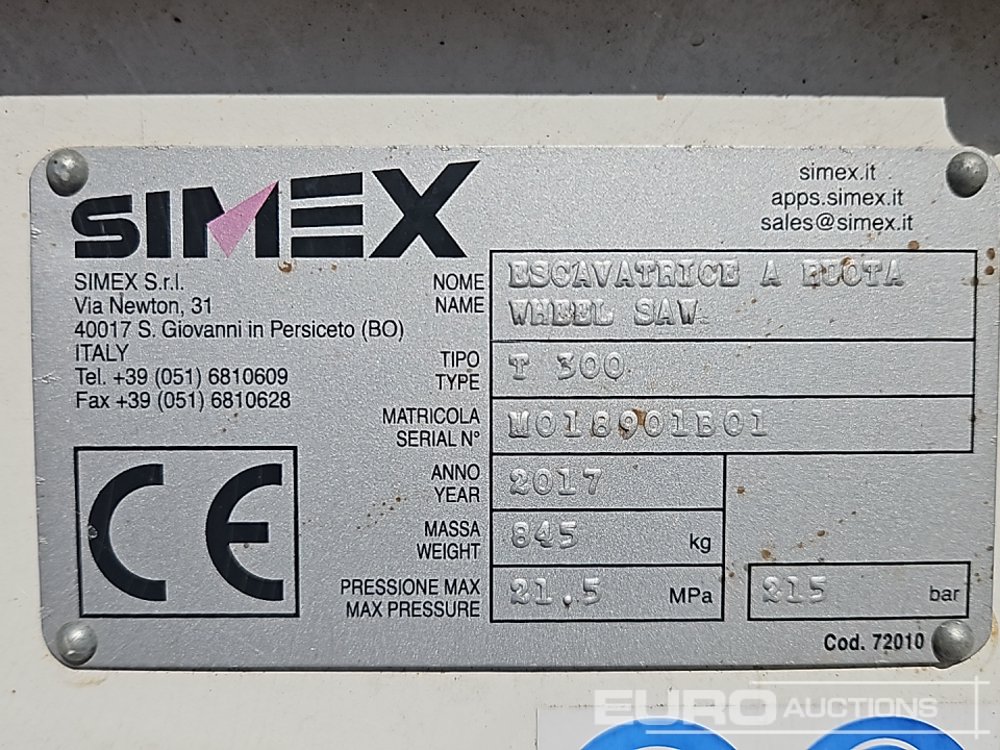 SIMEX
simex.it
apps.simex.it
sales@simex.it
SIMEX S.r.l.
Via Newton, 31
40017 S. Giovanni in Persiceto (BO)
ITALY
Tel. +39 (051) 6810609
Fax +39 (051) 6810628
NOME ESCAVATRICE A RUOTA
NAME WHEEL SAW
TIPO
TYPE T 300
MATRICOLA
SERIAL N° M018901B01
ANNO
YEAR 2017
MASSA
WEIGHT 845 kg
PRESSIONE MAX
MAX PRESSURE 21.5 MPa 215 bar
CE
Cod. 72010
EURO AUCTIONS